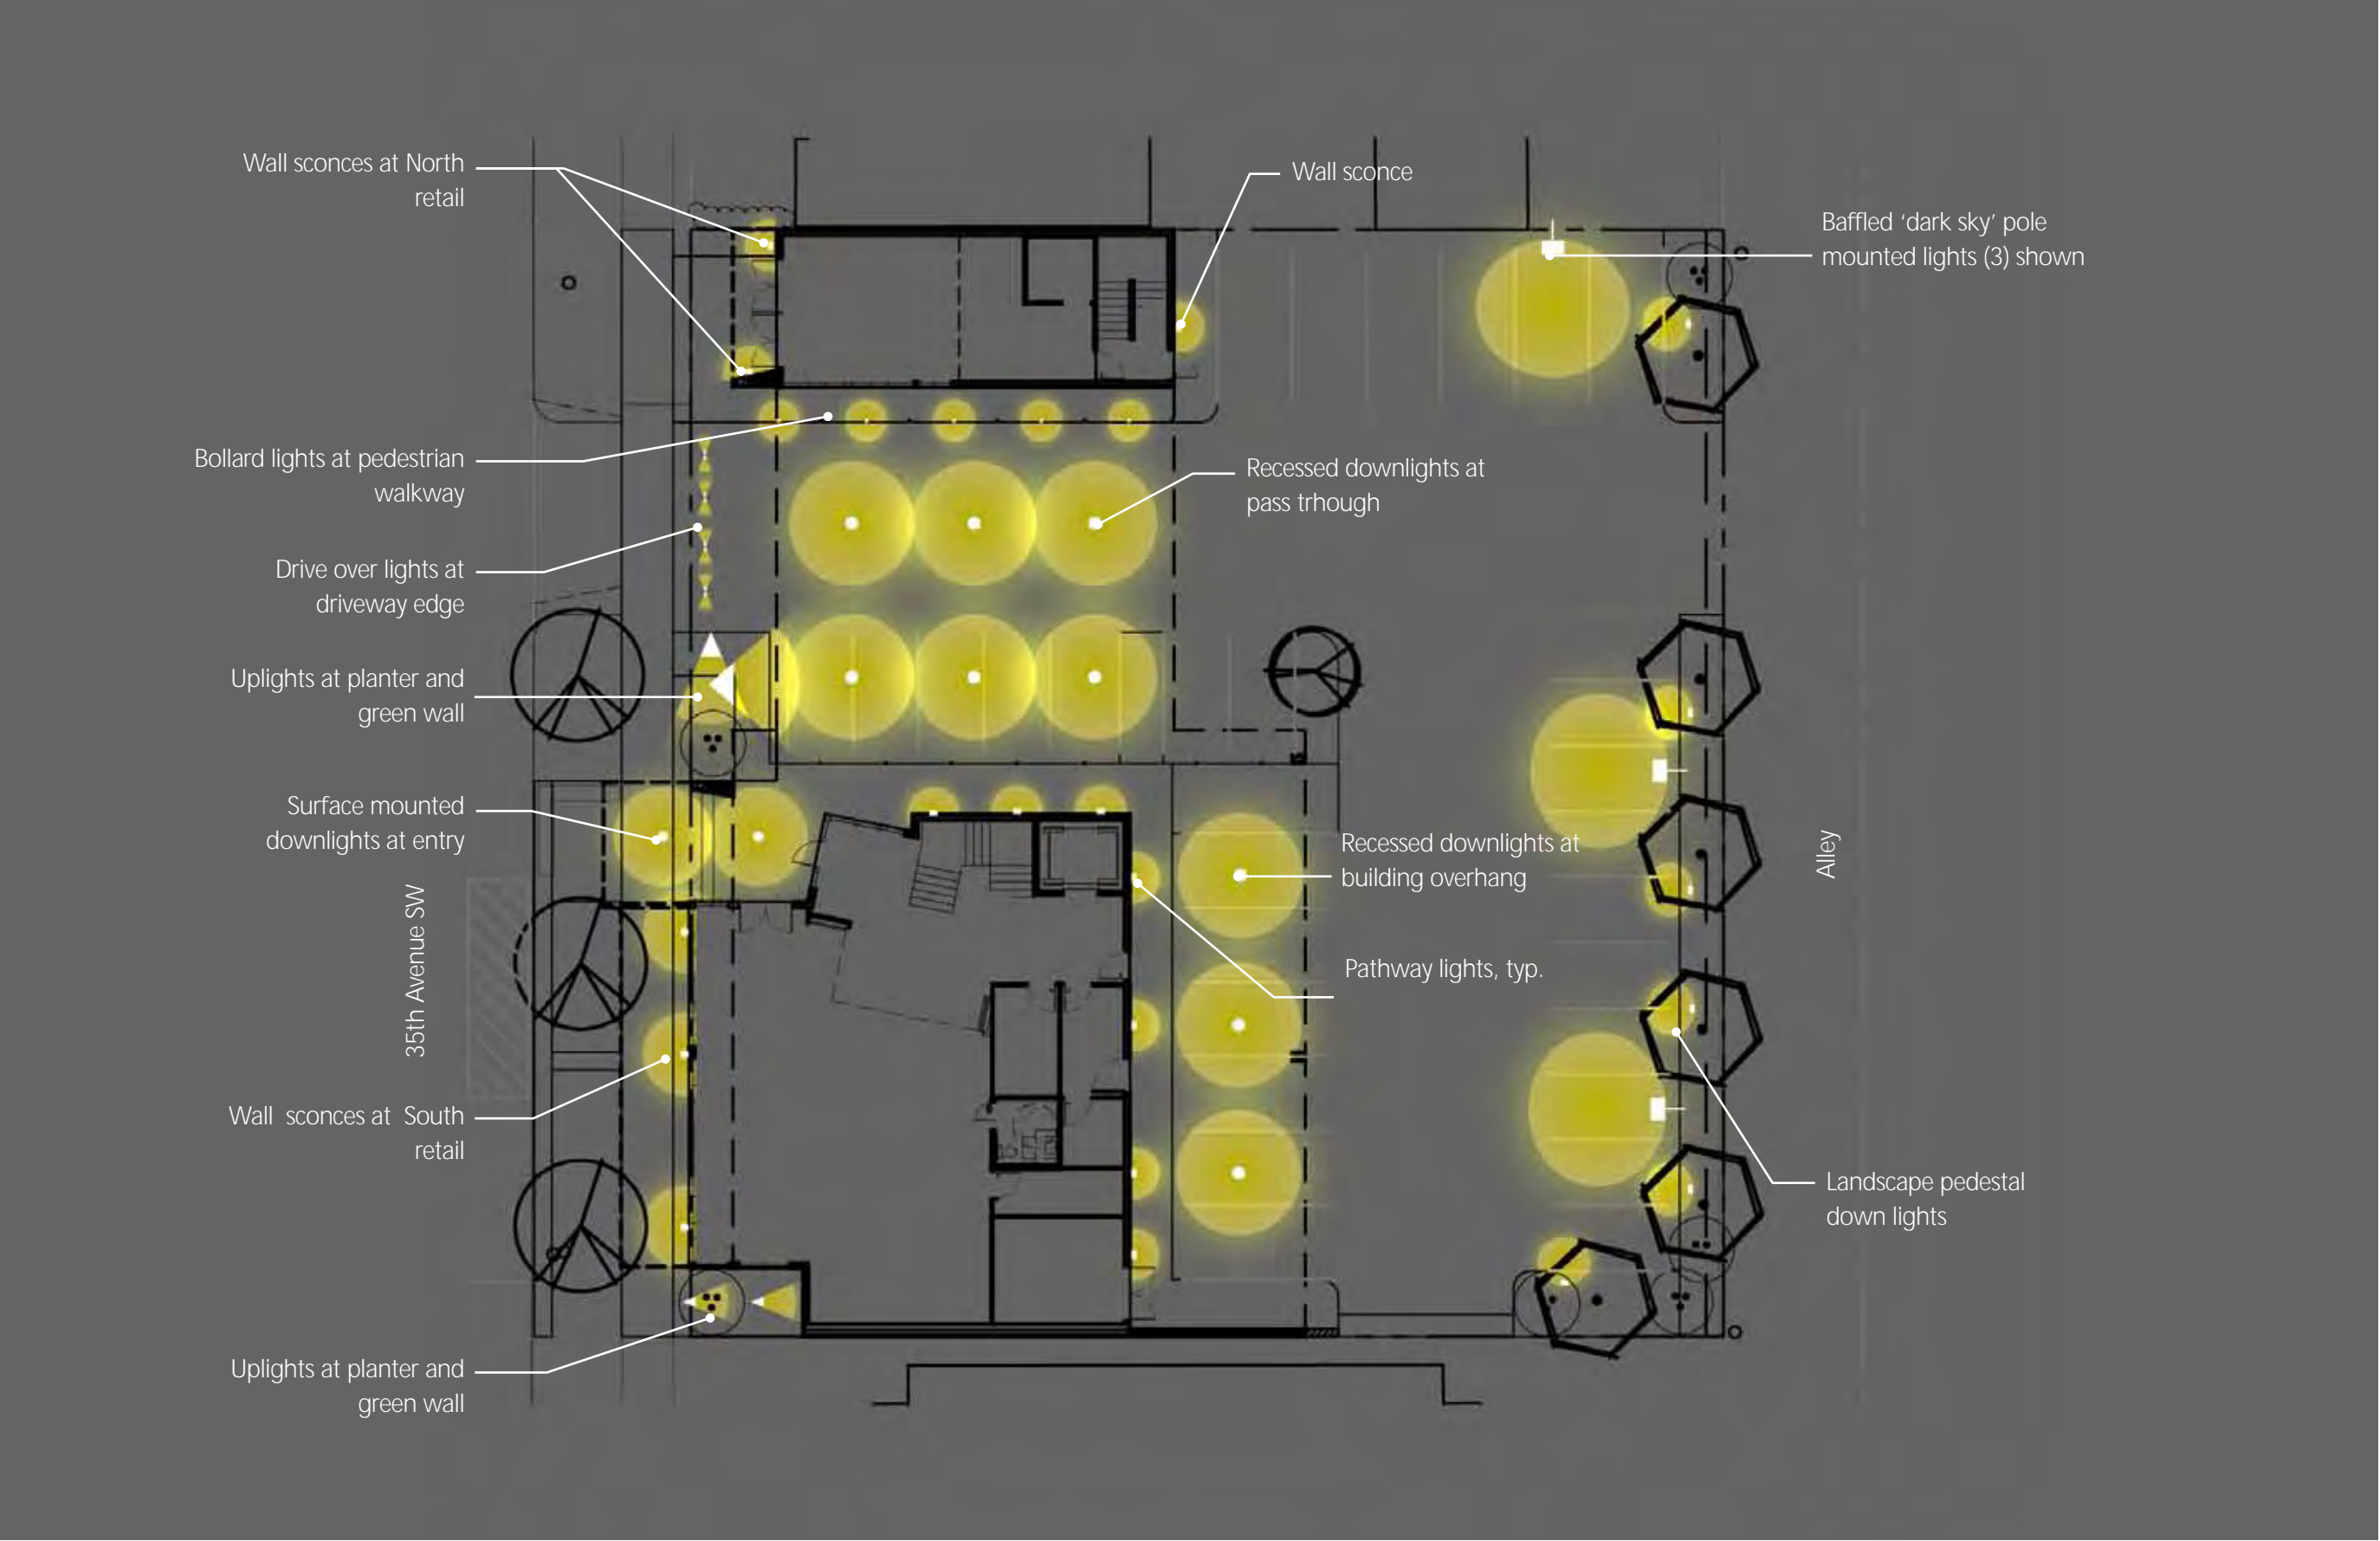 Wall sconces at North
retail
Wall sconce
Baffled ‘dark sky’ pole
mounted lights (3) shown
Bollard lights at pedestrian
walkway
Recessed downlights at
pass trhough
Drive over lights at
driveway edge
Uplights at planter and
green wall
Surface mounted
downlights at entry
Recessed downlights at
building overhang
Alley
35th Avenue SW
Pathway lights, typ.
Wall sconces at South
retail
Landscape pedestal
down lights
Uplights at planter and
green wall